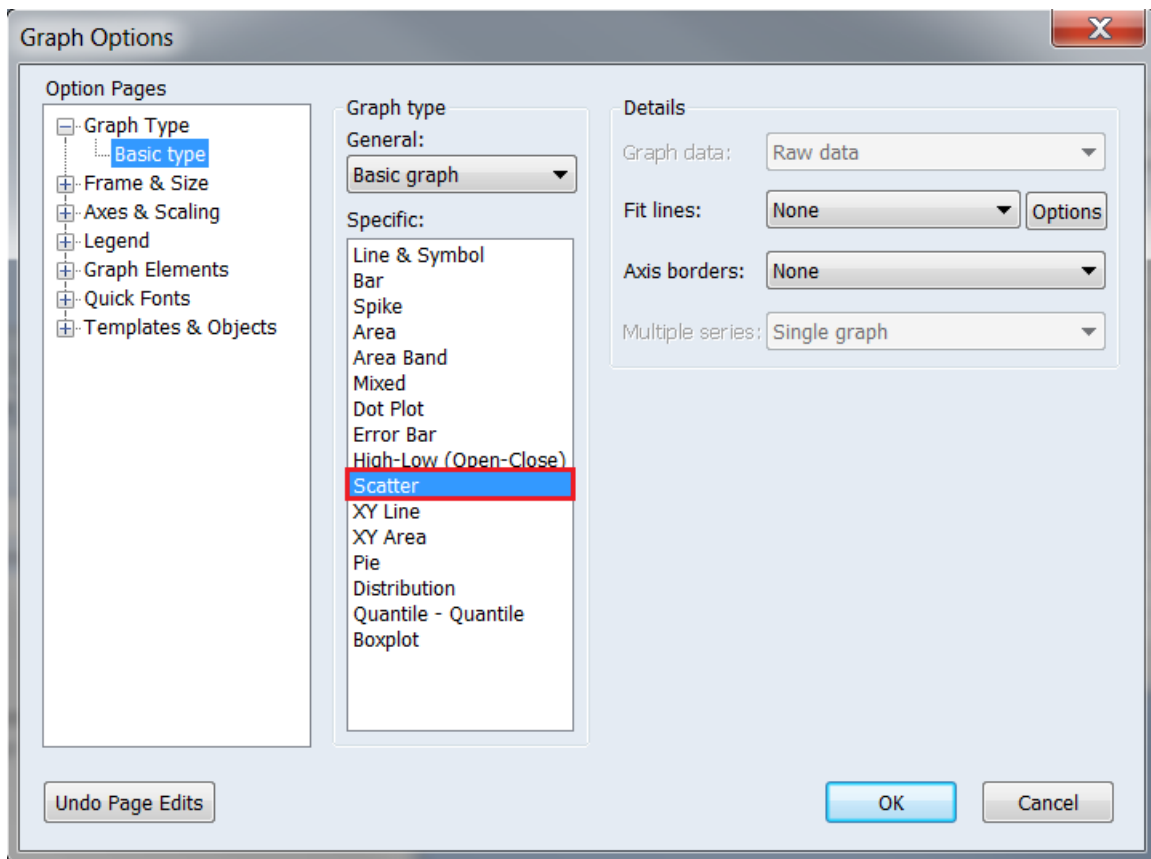 Graph Options
X
Option Pages
Graph Type
Basic type
Frame & Size
Axes & Scaling
Legend
Graph Elements
Quick Fonts
Templates & Objects
Graph type
General:
Basic graph
Specific:
Line & Symbol
Bar
Spike
Area
Area Band
Mixed
Dot Plot
Error Bar
High-Low (Open-Close)
Scatter
XY Line
XY Area
Pie
Distribution
Quantile - Quantile
Boxplot
Details
Graph data: Raw data
Fit lines: None Options
Axis borders: None
Multiple series: Single graph
Undo Page Edits
OK
Cancel